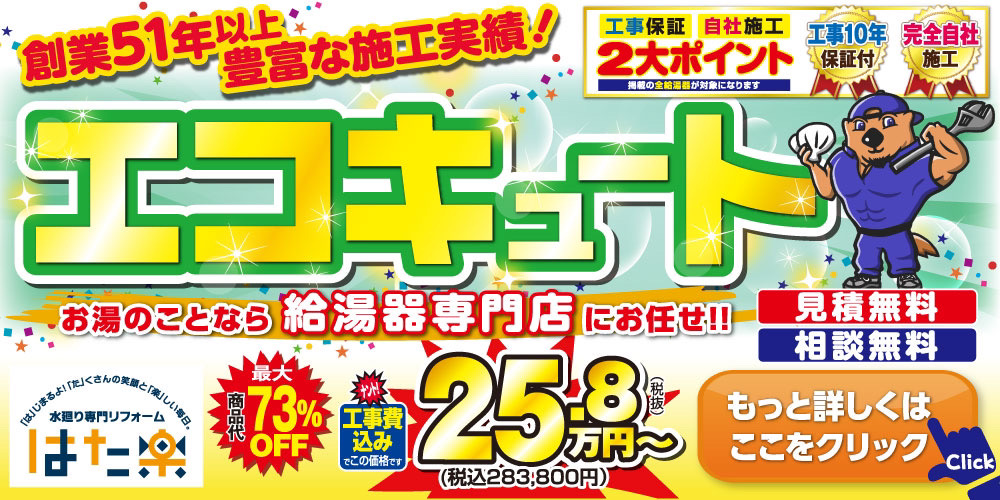 創業51年以上
豊富な施工実績!
工事保証 自社施工
2大ポイント
掲載の全給湯器が対象になります
工事10年
保証付
完全自社
施工
エコキュート
お湯のことなら給湯器専門店にお任せ!!
見積無料
相談無料
「は」じまるよ!「た」くさんの笑顔と「楽」しい毎日。
水廻り専門リフォーム
はた楽
最大
商品代
73%
OFF
ナント!
工事費
込み
でこの価格です
25.8万円〜(税抜)
(税込283,800円)
もっと詳しくは
ここをクリック
Click